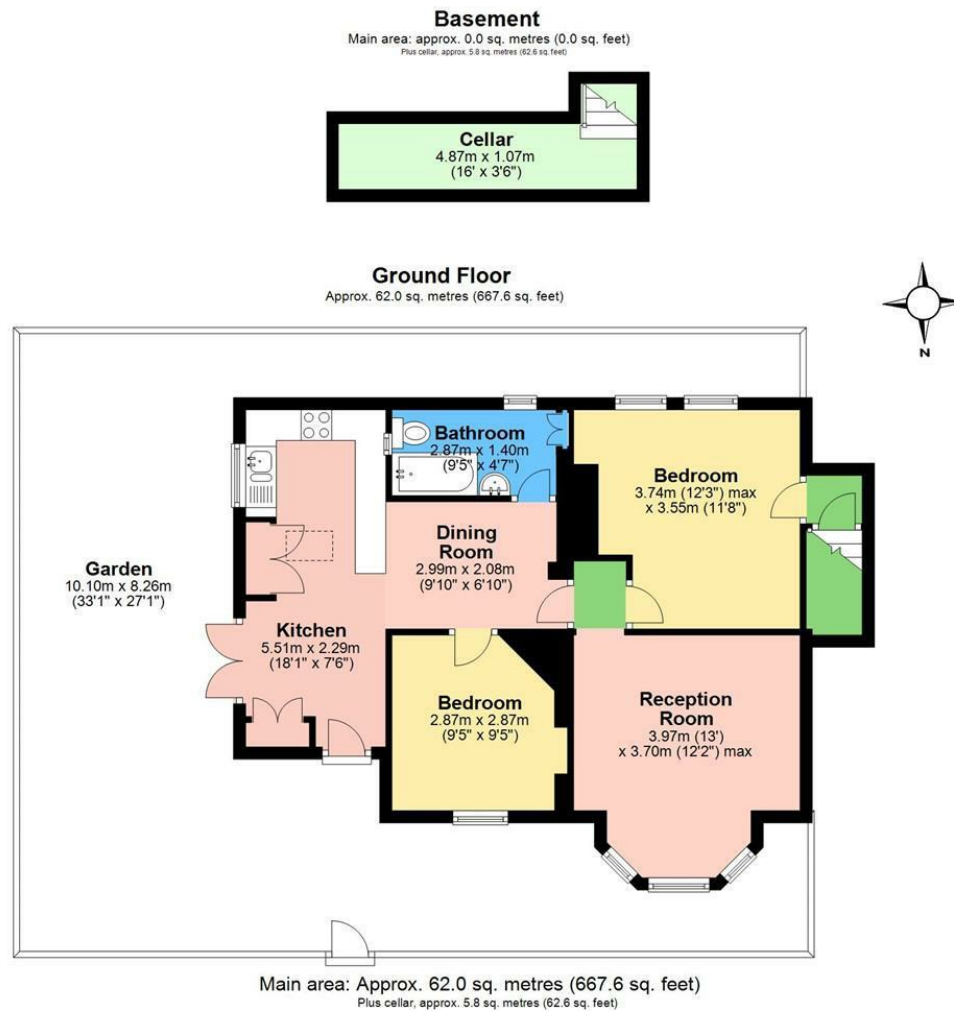 Basement
Main area: approx. 0.0 sq. metres (0.0 sq. feet)
Plus cellar, approx. 5.8 sq. metres (62.6 sq. feet)
Cellar
4.87m x 1.07m
(16' x 3'6")
Ground Floor
Approx. 62.0 sq. metres (667.6 sq. feet)
N
Bathroom
2.87m x 1.40m
(9'5" x 4'7")
Bedroom
3.74m (12'3") max
x 3.55m (11'8")
Dining
Room
2.99m x 2.08m
(9'10" x 6'10")
Garden
10.10m x 8.26m
(33'1" x 27'1")
Kitchen
5.51m x 2.29m
(18'1" x 7'6")
Bedroom
2.87m x 2.87m
(9'5" x 9'5")
Reception
Room
3.97m (13')
x 3.70m (12'2") max
Main area: Approx. 62.0 sq. metres (667.6 sq. feet)
Plus cellar, approx. 5.8 sq. metres (62.6 sq. feet)